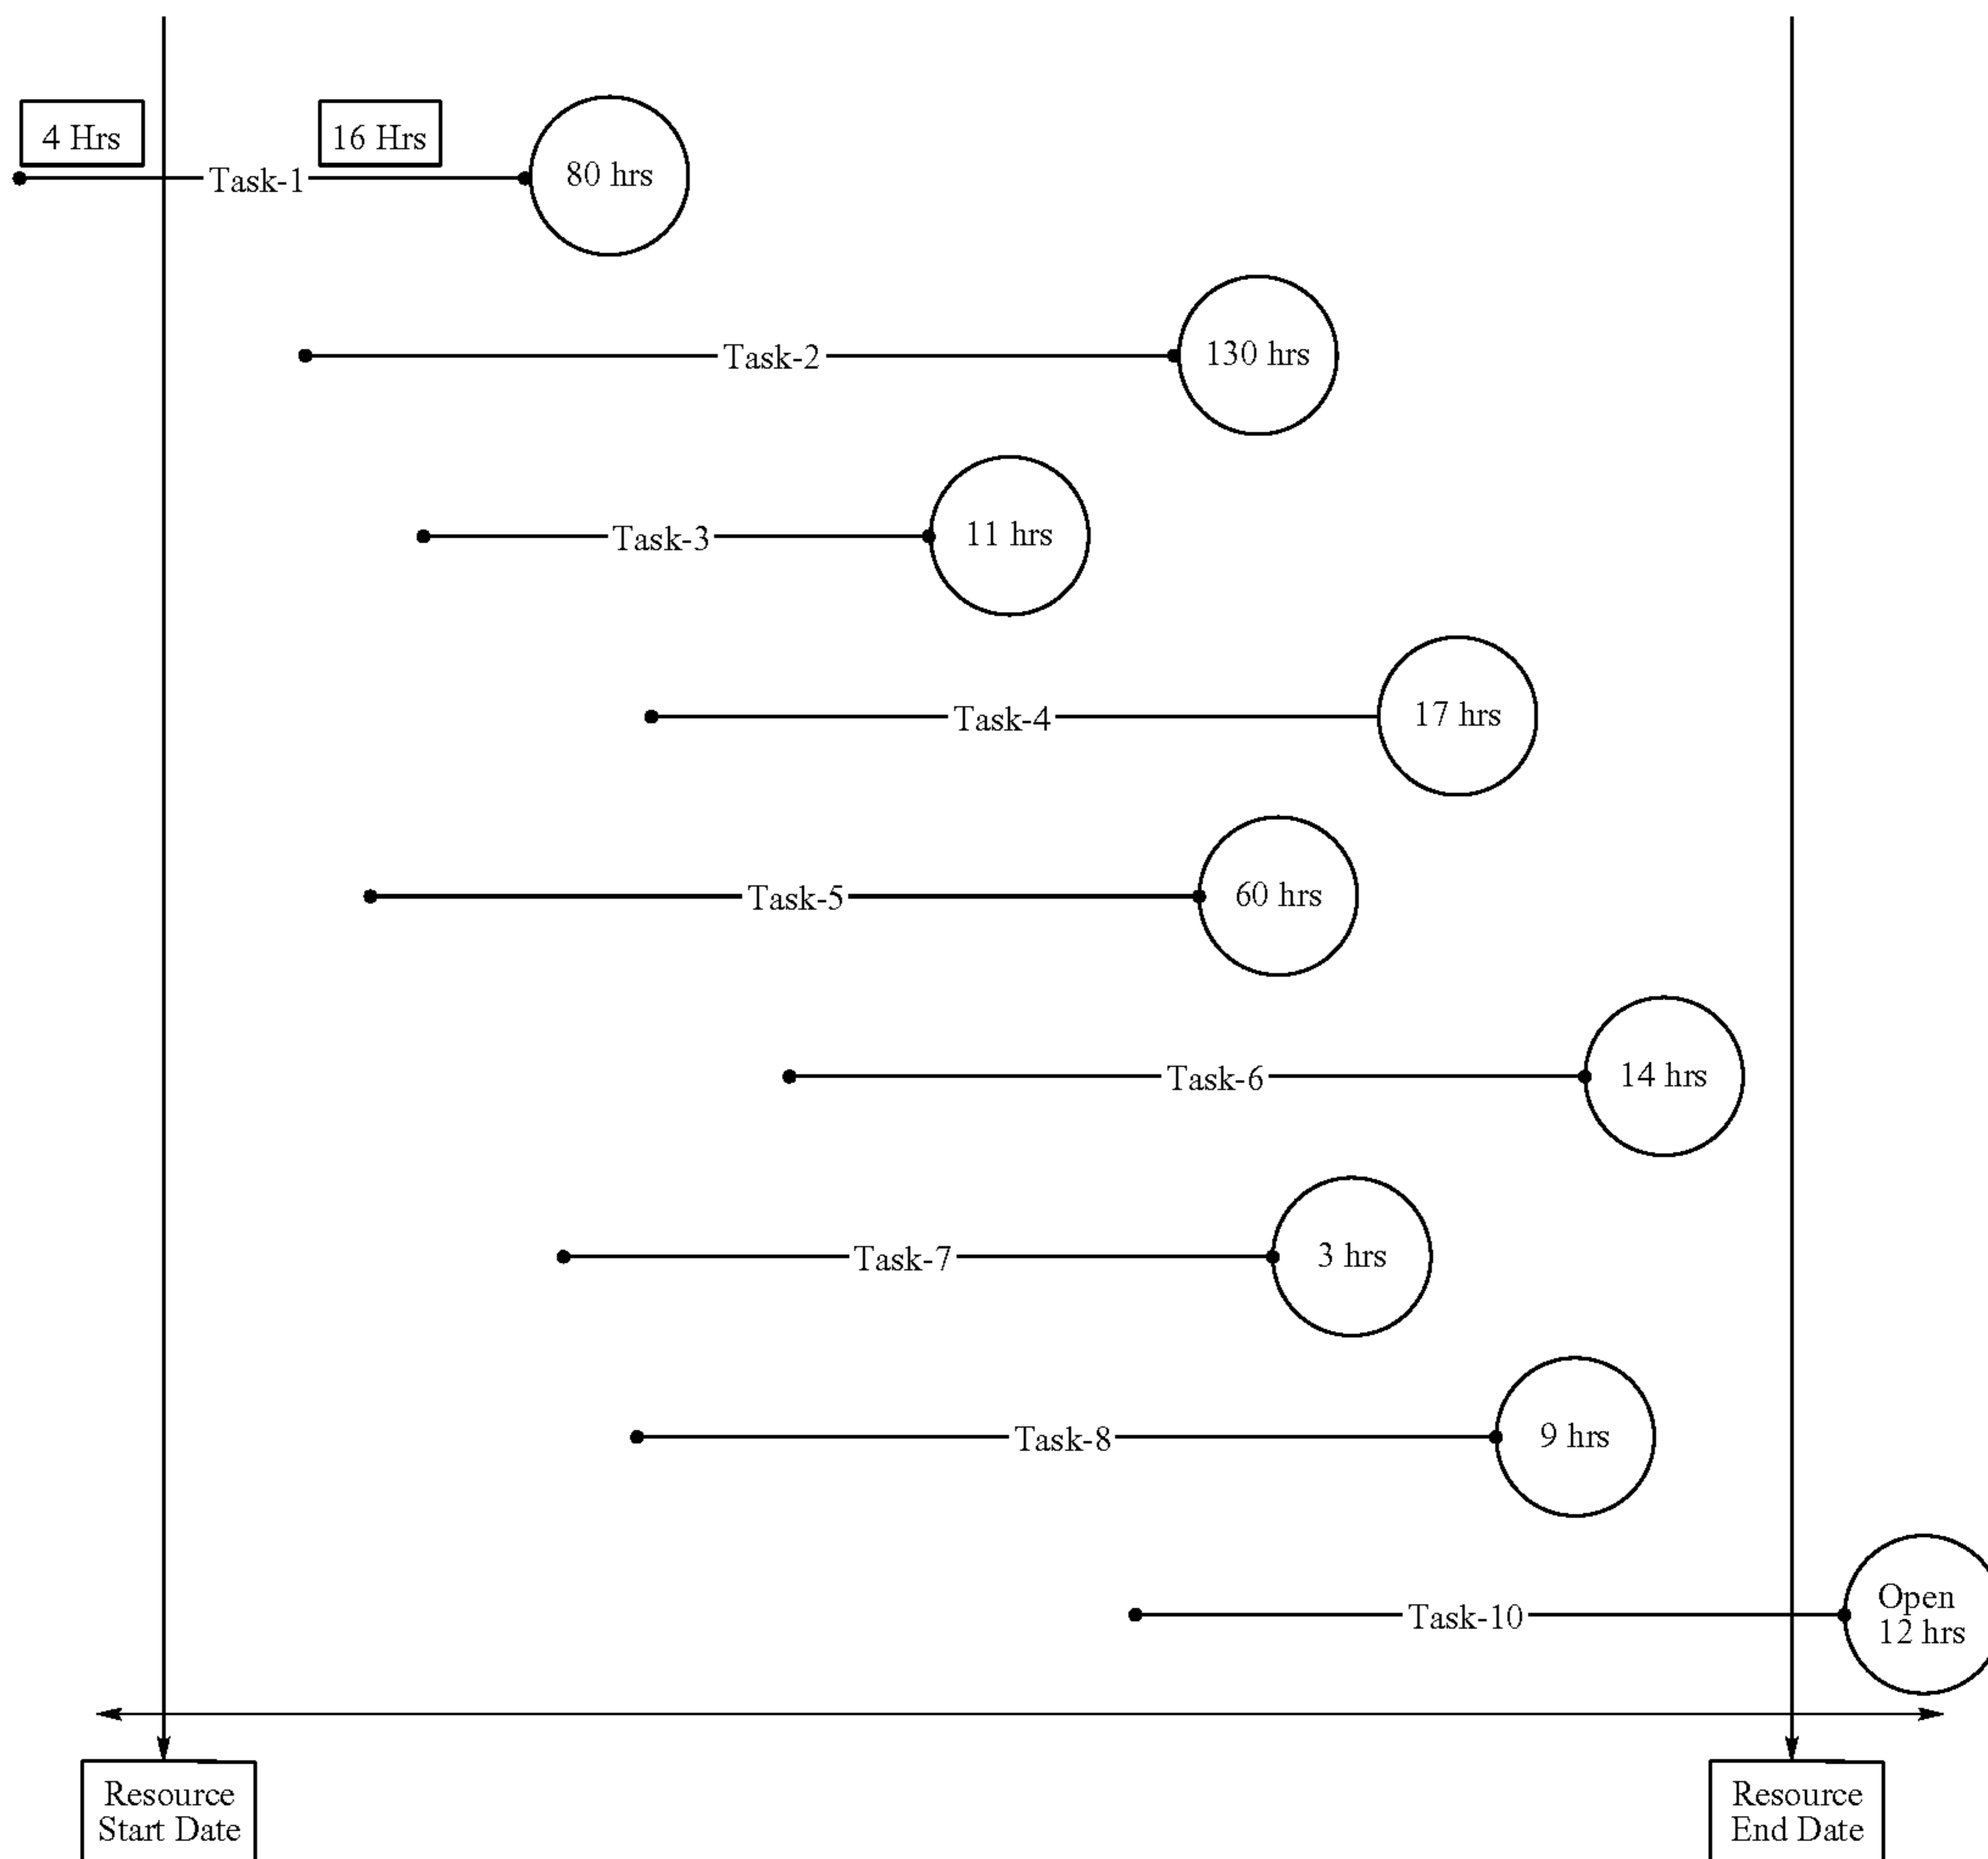 4 Hrs
16 Hrs
Task-1
80 hrs
Task-2
130 hrs
Task-3
11 hrs
Task-4
17 hrs
Task-5
60 hrs
Task-6
14 hrs
Task-7
3 hrs
Task-8
9 hrs
Task-10
Open
12 hrs
Resource
Start Date
Resource
End Date